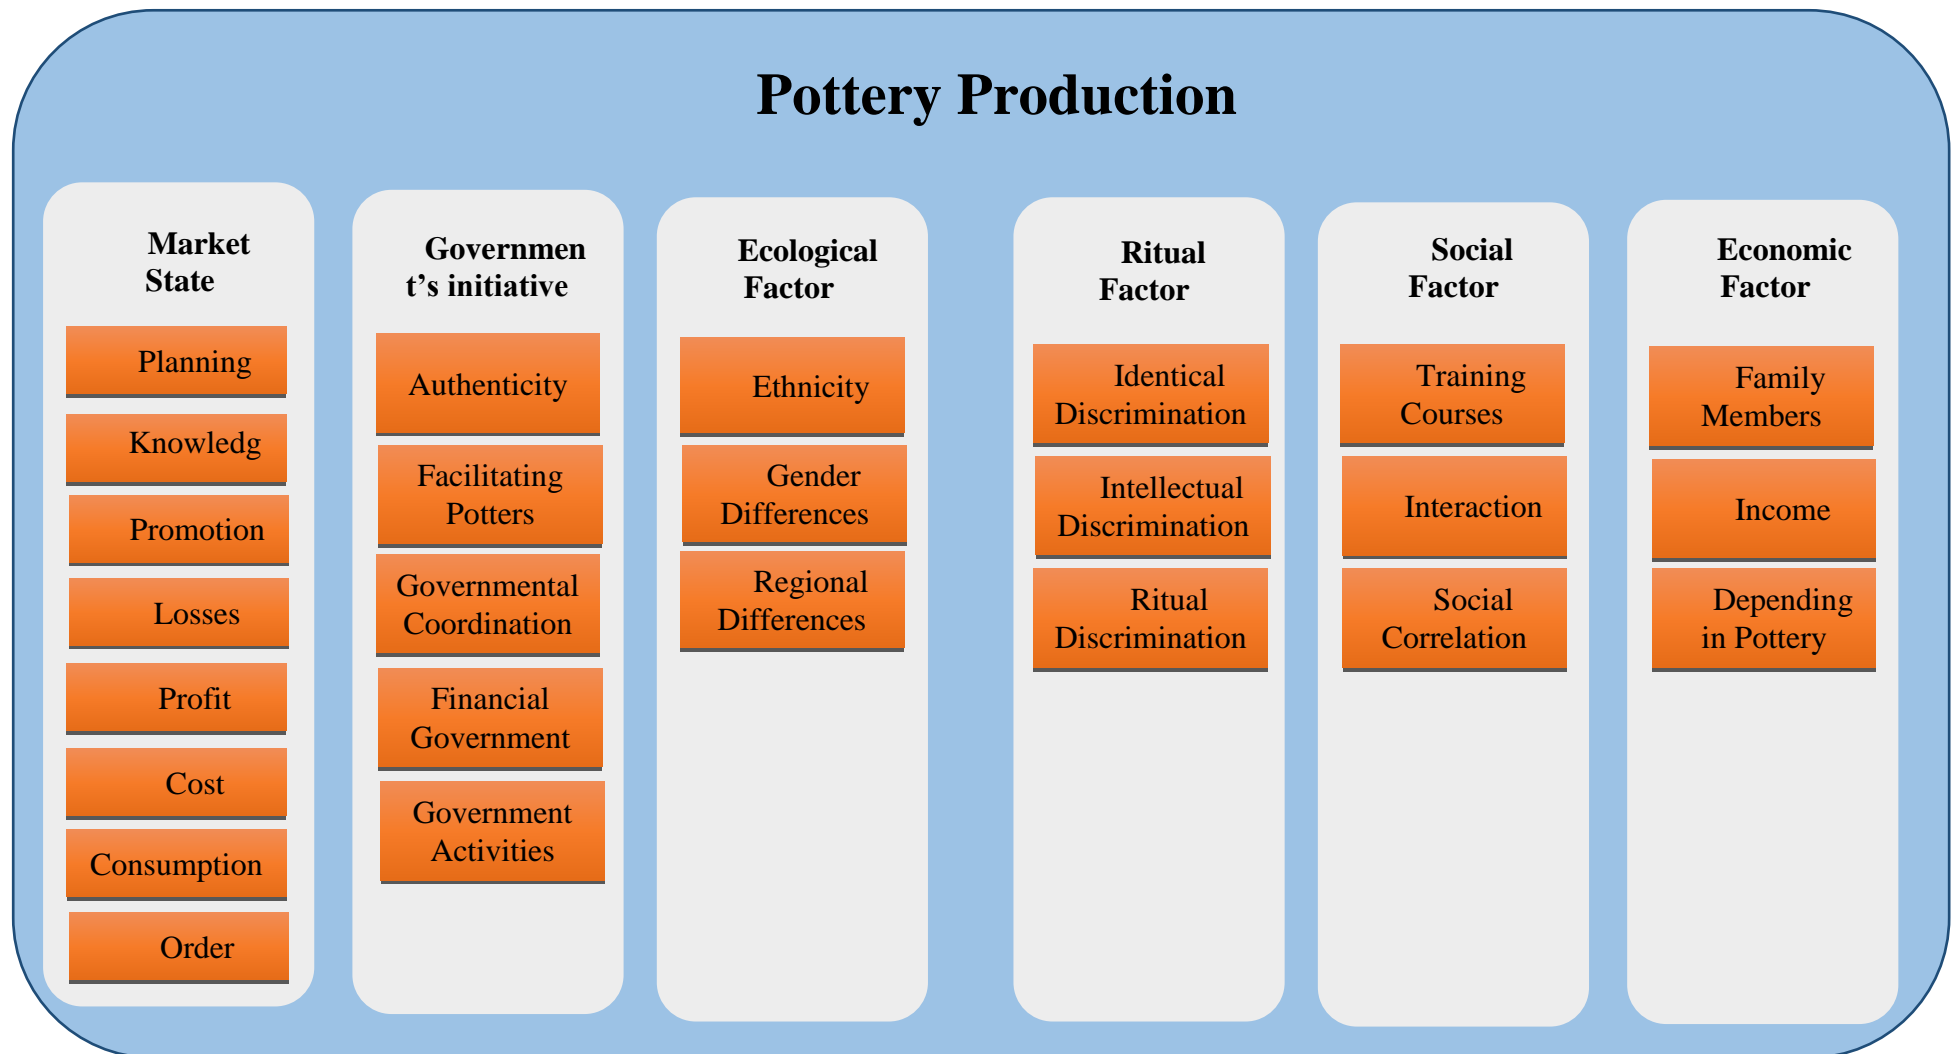 Pottery Production
Market
State
Planning
Knowledg
Promotion
Losses
Profit
Cost
Consumption
Order
Governmen
t’s initiative
Authenticity
Facilitating
Potters
Governmental
Coordination
Financial
Government
Government
Activities
Ecological
Factor
Ethnicity
Gender
Differences
Regional
Differences
Ritual
Factor
Identical
Discrimination
Intellectual
Discrimination
Ritual
Discrimination
Social
Factor
Training
Courses
Interaction
Social
Correlation
Economic
Factor
Family
Members
Income
Depending
in Pottery